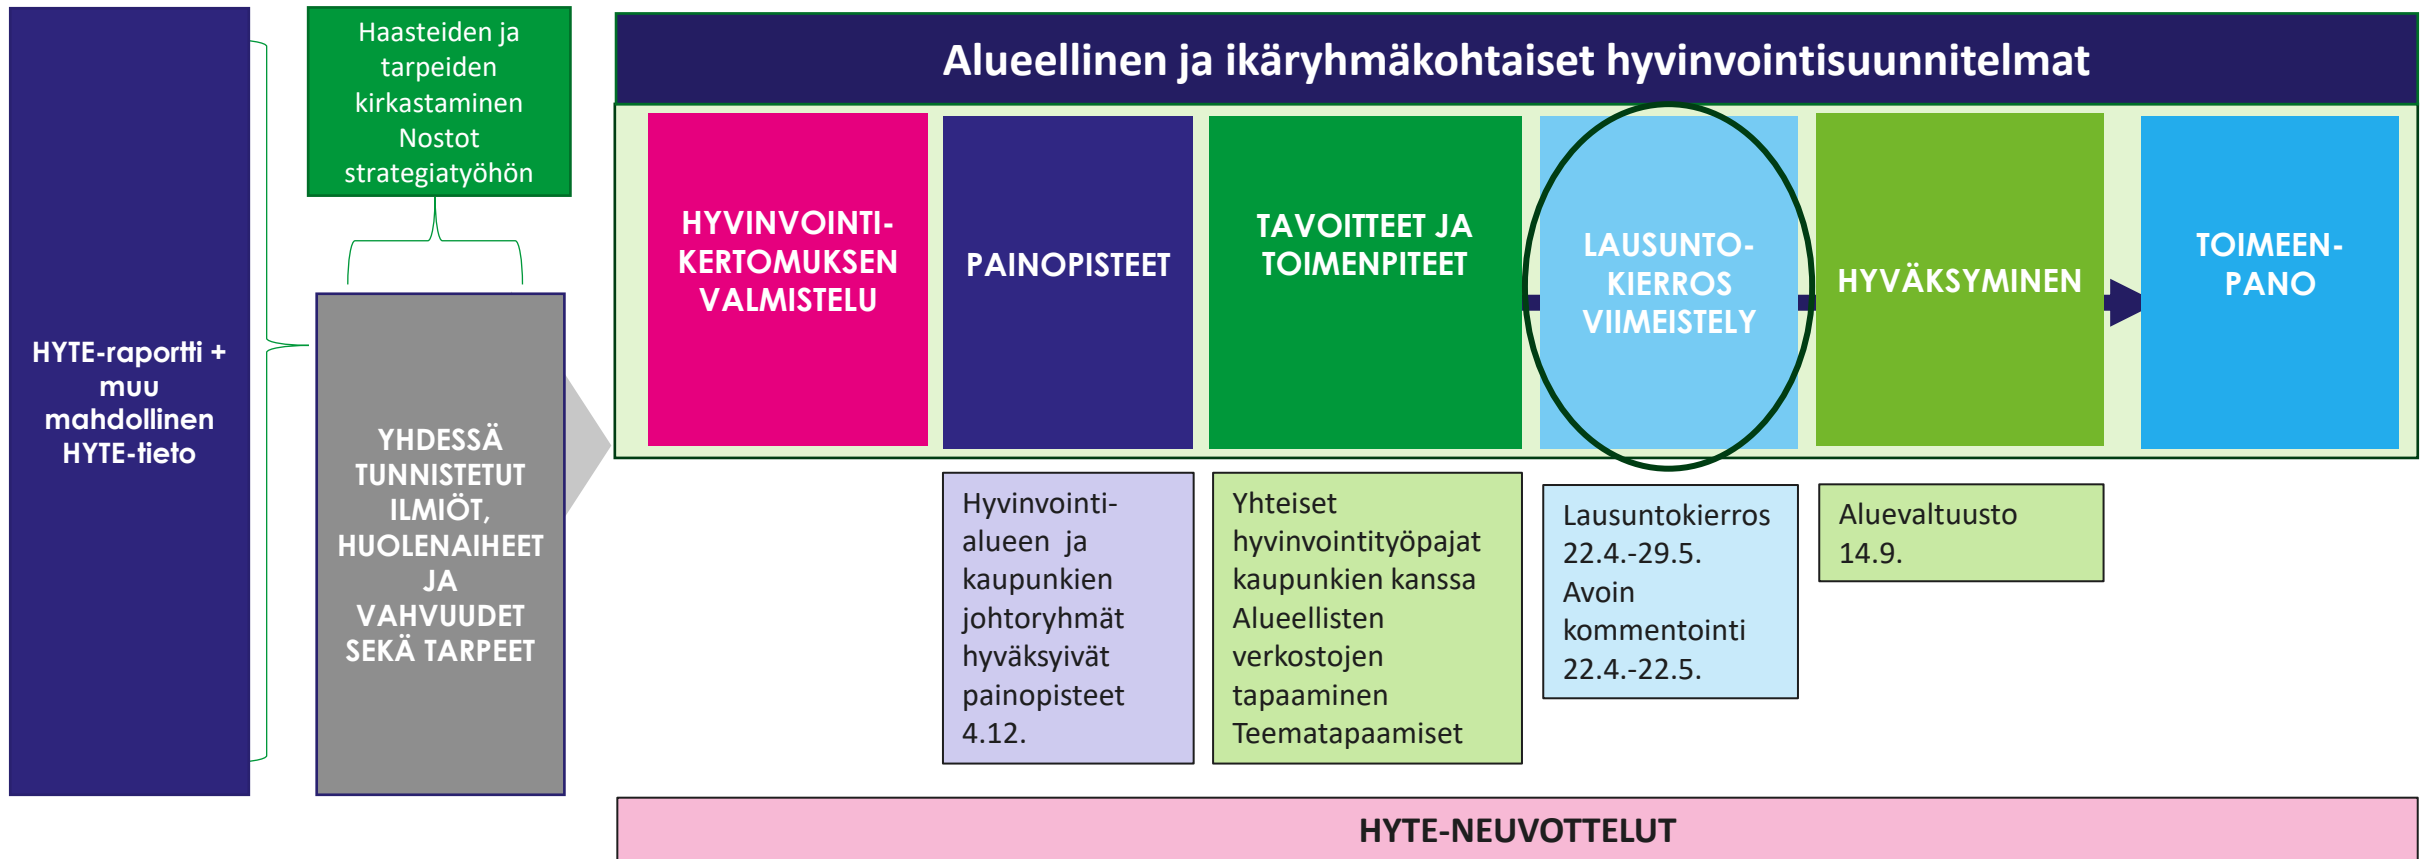 HYTE-raportti +
muu
mahdollinen
HYTE-tieto
Haasteiden ja
tarpeiden
kirkastaminen
Nostot
strategiatyöhön
YHDESSÄ
TUNNISTETUT
ILMIÖT,
HUOLENAIHEET
JA
VAHVUUDET
SEKÄ TARPEET
Alueellinen ja ikäryhmäkohtaiset hyvinvointisuunnitelmat
HYVINVOINTI-
KERTOMUKSEN
VALMISTELU
PAINOPISTEET
TAVOITTEET JA
TOIMENPITEET
LAUSUNTO-
KIERROS
VIIMEISTELY
HYVÄKSYMINEN
TOIMEEN-
PANO
Hyvinvointi-
alueen ja
kaupunkien
johtoryhmät
hyväksyivät
painopisteet
4.12.
Yhteiset
hyvinvointityöpajat
kaupunkien kanssa
Alueellisten
verkostojen
tapaaminen
Teematapaamiset
Lausuntokierros
22.4.-29.5.
Avoin
kommentointi
22.4.-22.5.
Aluevaltuusto
14.9.
HYTE-NEUVOTTELUT